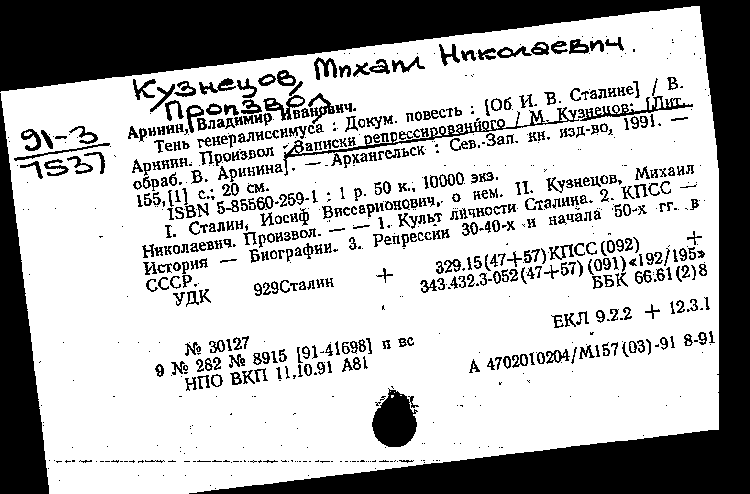 Кузнецов, Михаил Николаевич.
Произвол
91-3
7537
Аринин, Владимир Иванович.
Тень генералиссимуса : Докум. повесть : [Об И. В. Сталине] / В.
Аринин. Произвол : Записки репрессированного / М. Кузнецов; [Лит.
обраб. В. Аринина]. — Архангельск : Сев.-Зап. кн. изд-во, 1991. —
155,[1] с.; 20 см.
ISBN 5-85560-259-1 : 1 р. 50 к., 10000 экз.
I. Сталин, Иосиф Виссарионович, о нем. II. Кузнецов, Михаил
Николаевич. Произвол. — — 1. Культ личности Сталина. 2. КПСС —
История — Биографии. 3. Репрессии 30-40-х и начала 50-х гг. в
СССР.
УДК 929Сталин + 329.15(47+57)КПСС(092) +
343.432.3-052(47+57)(091)«192/195»
ББК 66.61(2)8
ЕКЛ 9.2.2 + 12.3.1
№ 30127
9 № 282 № 8915 [91-41698] п вс
НПО ВКП 11.10.91 А81
А 4702010204/М157(03)-91 8-91